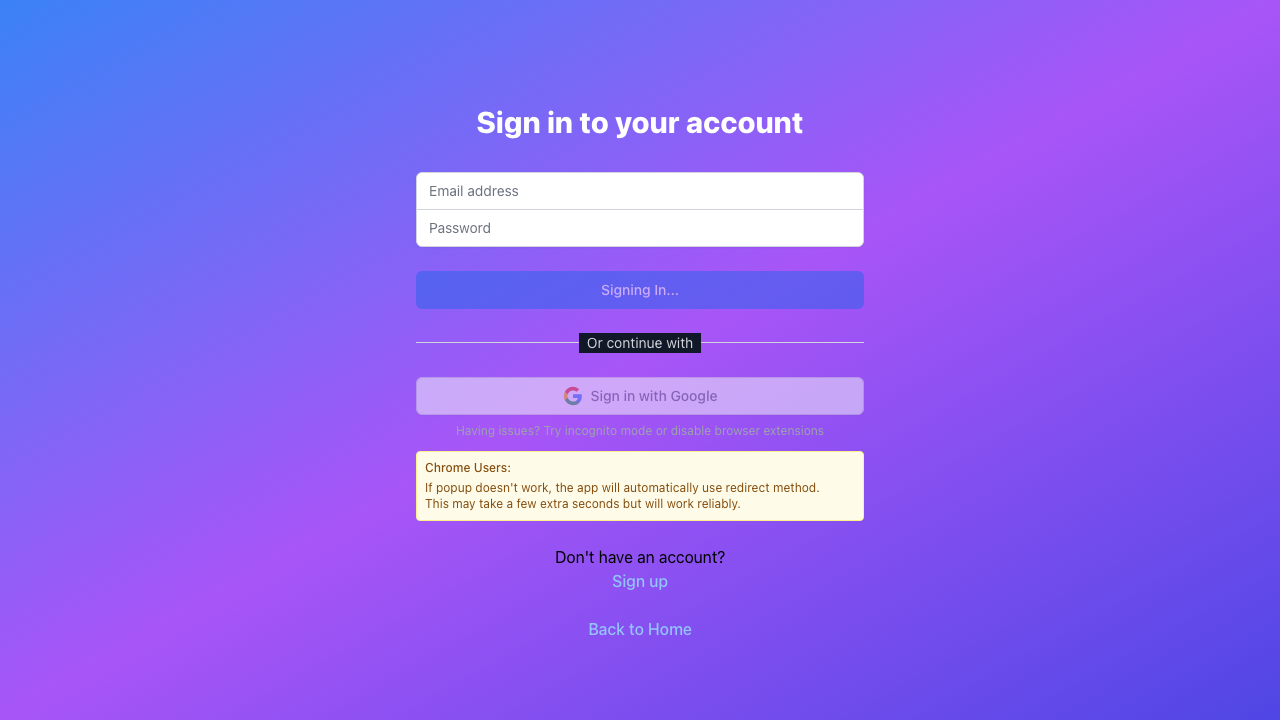 Sign in to your account
Email address
Password
Signing In...
Or continue with
Sign in with Google
Having issues? Try incognito mode or disable browser extensions
Chrome Users:
If popup doesn't work, the app will automatically use redirect method.
This may take a few extra seconds but will work reliably.
Don't have an account?
Sign up
Back to Home